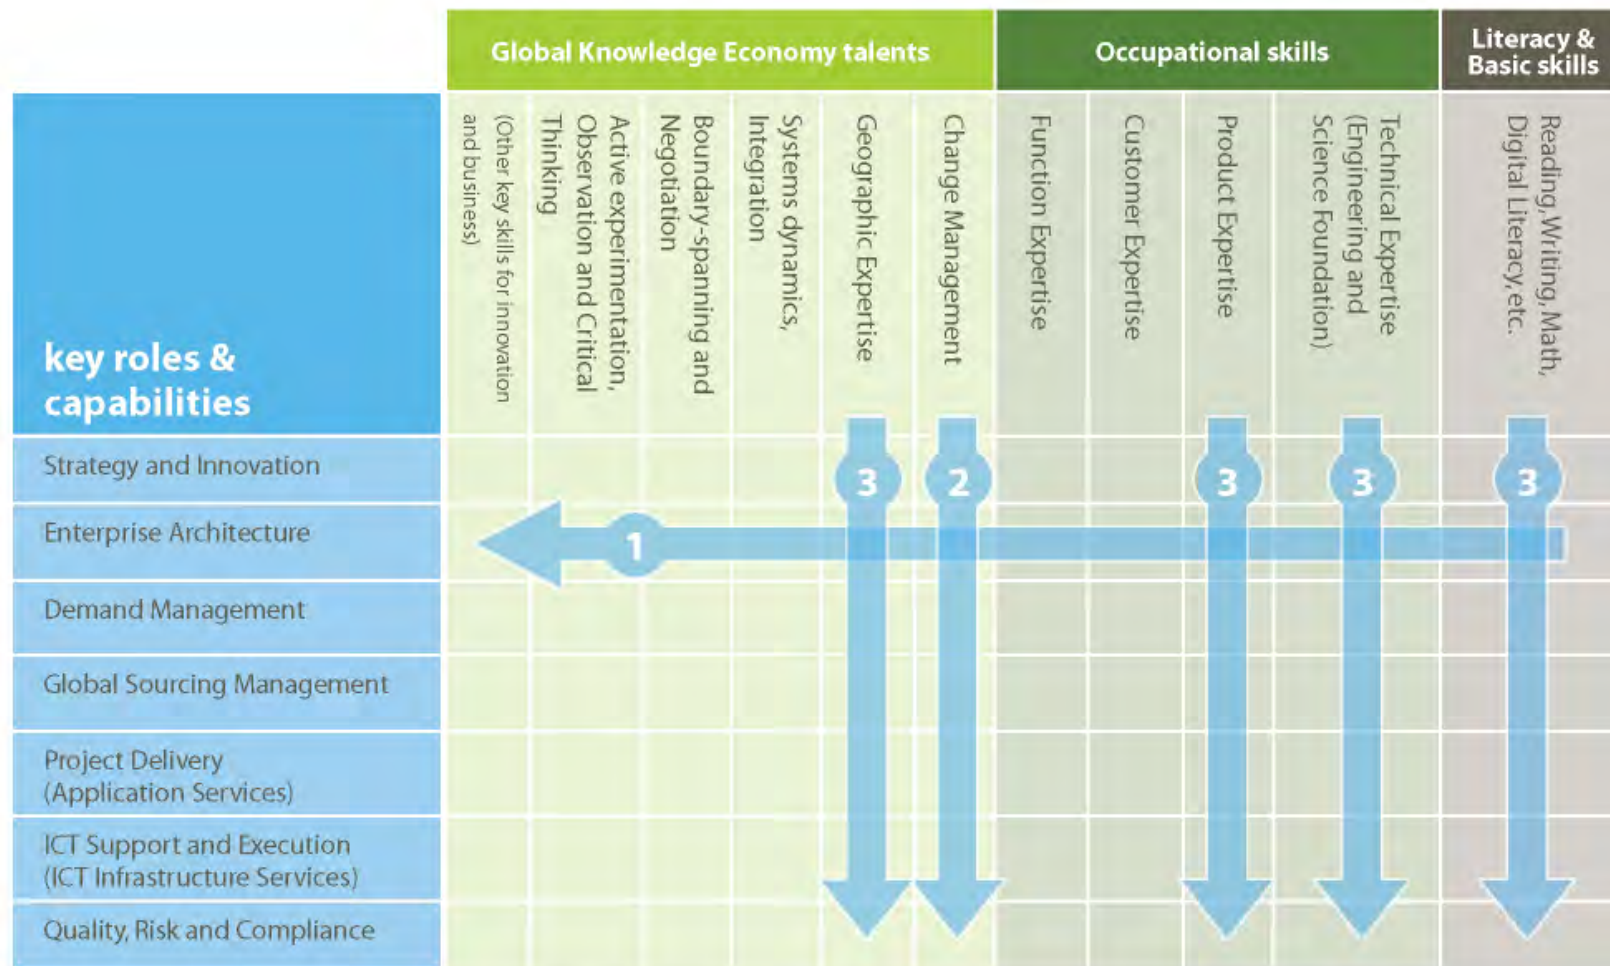 Global Knowledge Economy talents
Occupational skills
Literacy &
Basic skills
key roles &
capabilities
(Other key skills for innovation
and business)
Active experimentation,
Observation and Critical
Thinking
Boundary-spanning and
Negotiation
Systems dynamics,
Integration
Geographic Expertise
Change Management
Function Expertise
Customer Expertise
Product Expertise
Technical Expertise
(Engineering and
Science Foundation)
Reading, Writing, Math,
Digital Literacy, etc.
Strategy and Innovation
3
2
3
3
3
Enterprise Architecture
1
Demand Management
Global Sourcing Management
Project Delivery
(Application Services)
ICT Support and Execution
(ICT Infrastructure Services)
Quality, Risk and Compliance